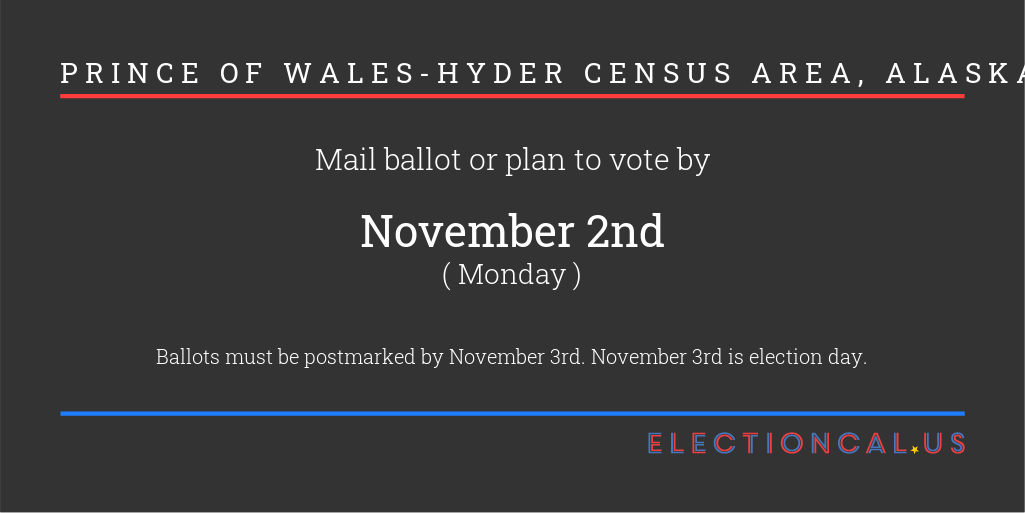 PRINCE OF WALES-HYDER CENSUS AREA, ALASKA
Mail ballot or plan to vote by
November 2nd
( Monday )
Ballots must be postmarked by November 3rd. November 3rd is election day.
ELECTIONCAL.US